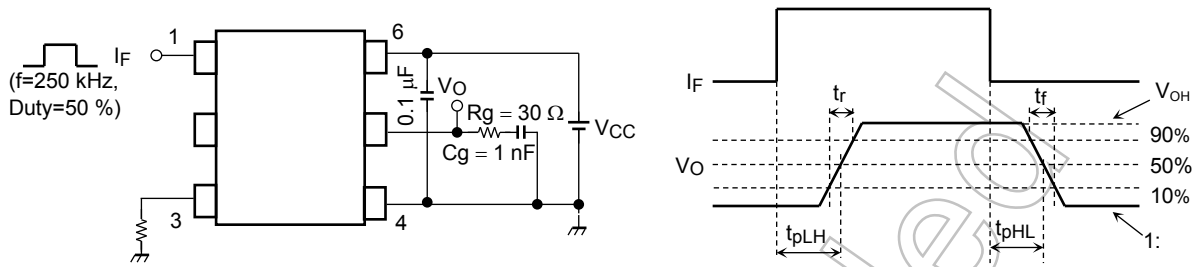 1
IF
(f=250 kHz,
Duty=50 %)
6
0.1 μF
VO
Rg = 30 Ω
Cg = 1 nF
VCC
3
4
IF
tr
tf
VOH
90%
VO
50%
10%
tpLH
tpHL
1: